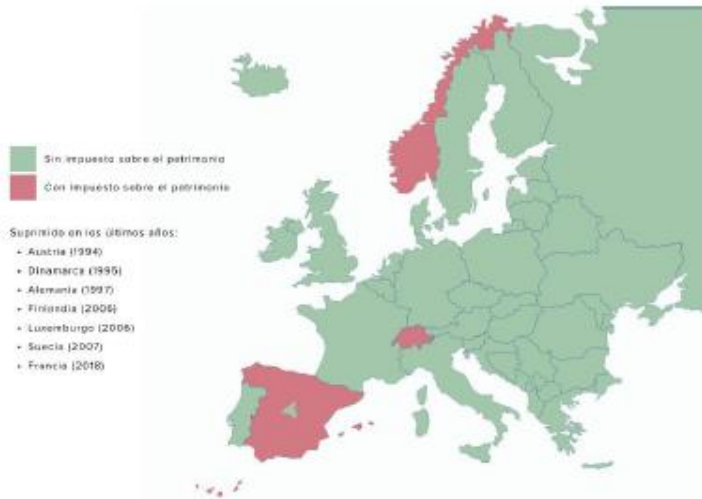 Sin impuesto sobre el patrimonio
Con impuesto sobre el patrimonio
Suprimido en los últimos años:
• Austria (1994)
• Dinamarca (1995)
• Alemania (1997)
• Finlandia (2006)
• Luxemburgo (2006)
• Suecia (2007)
• Francia (2018)